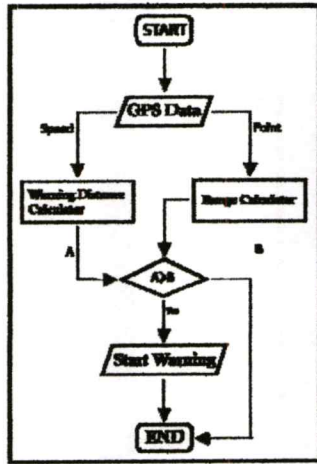 START
GPS Data
Speed
Point
Warning Distance
Calculator
Range Calculator
A
B
A>B
Yes
Start Warning
END